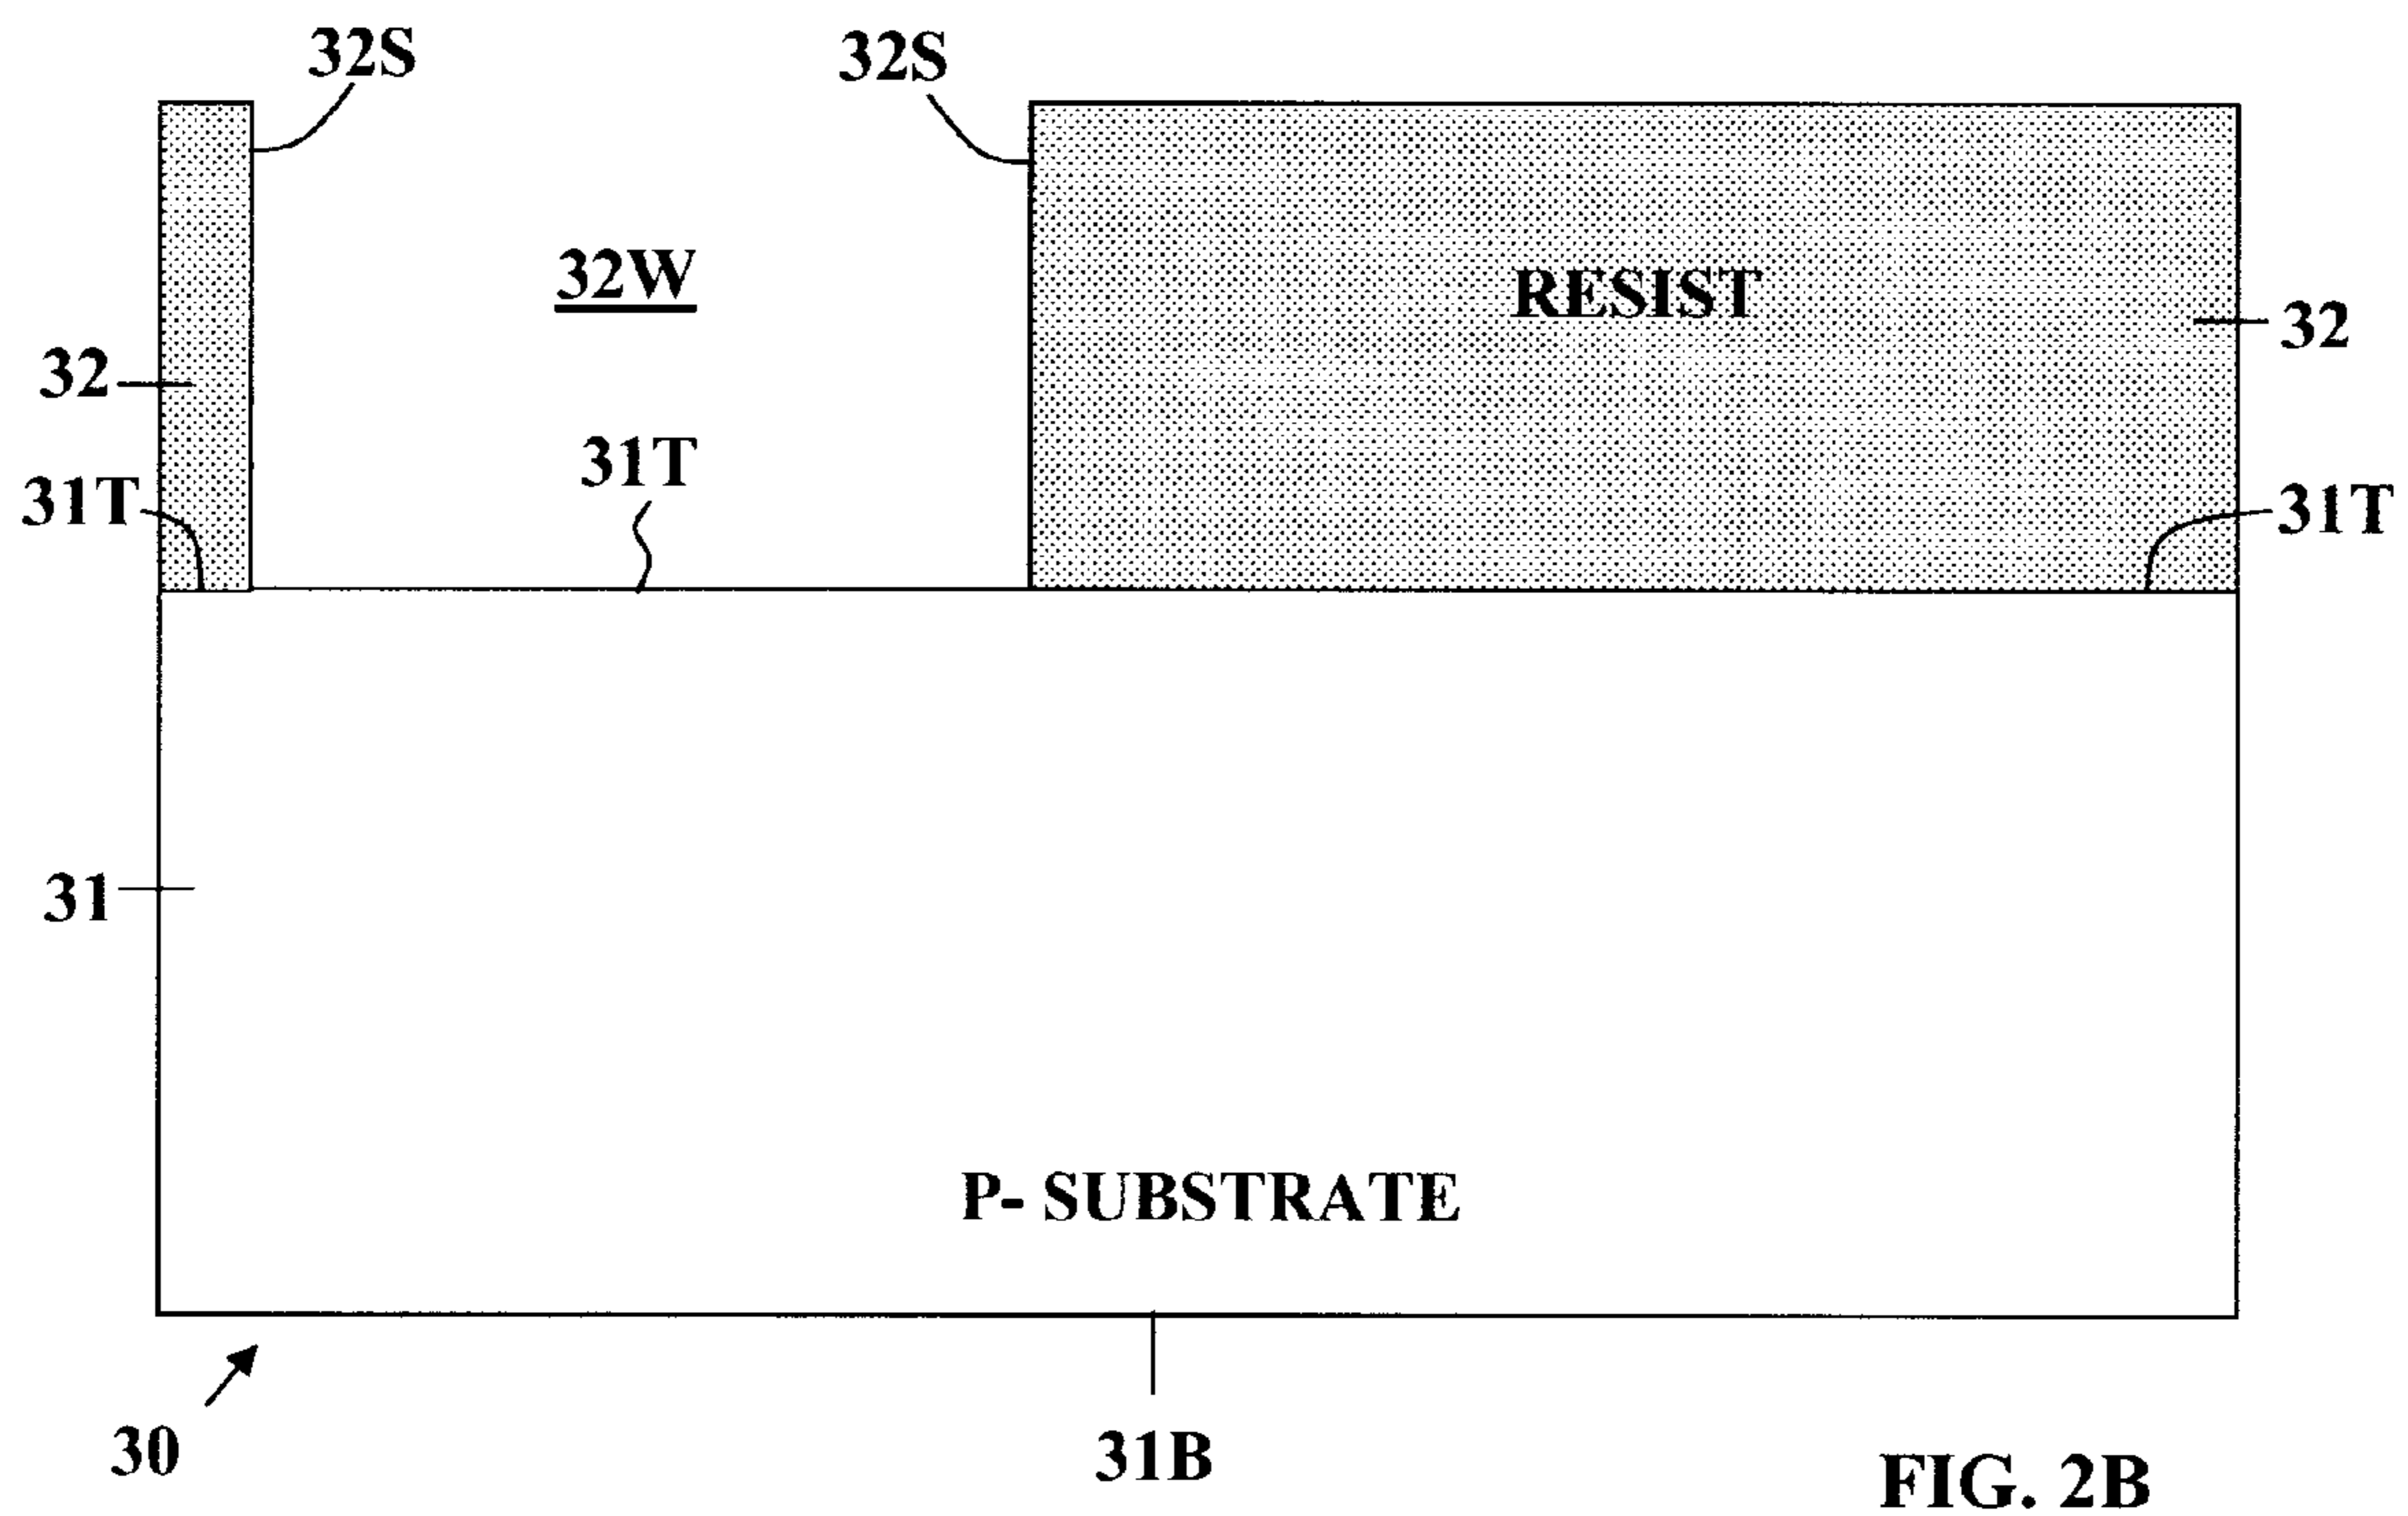 32S
32S
32W
RESIST
32
32
31T
31T
31T
31
P- SUBSTRATE
30
31B
FIG. 2B